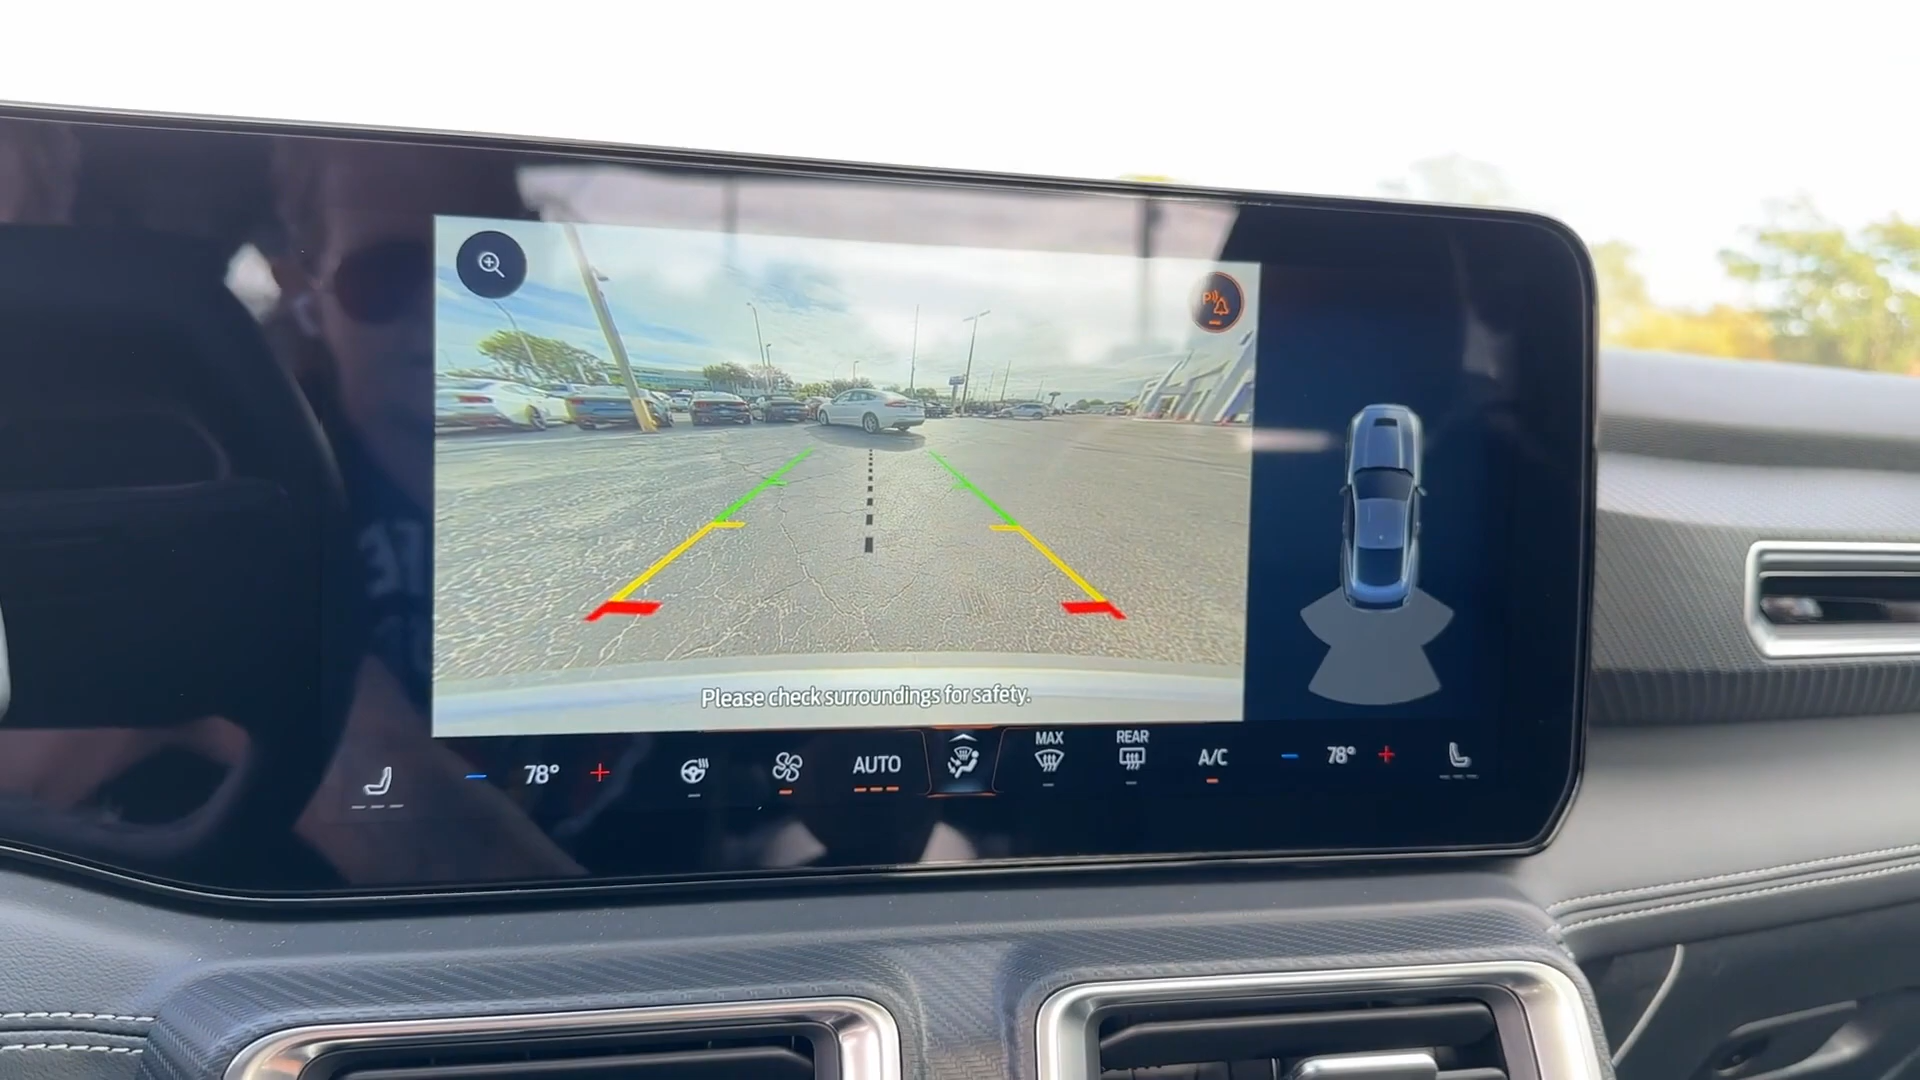 P
Please check surroundings for safety.
78°
AUTO
MAX
REAR
A/C
78°